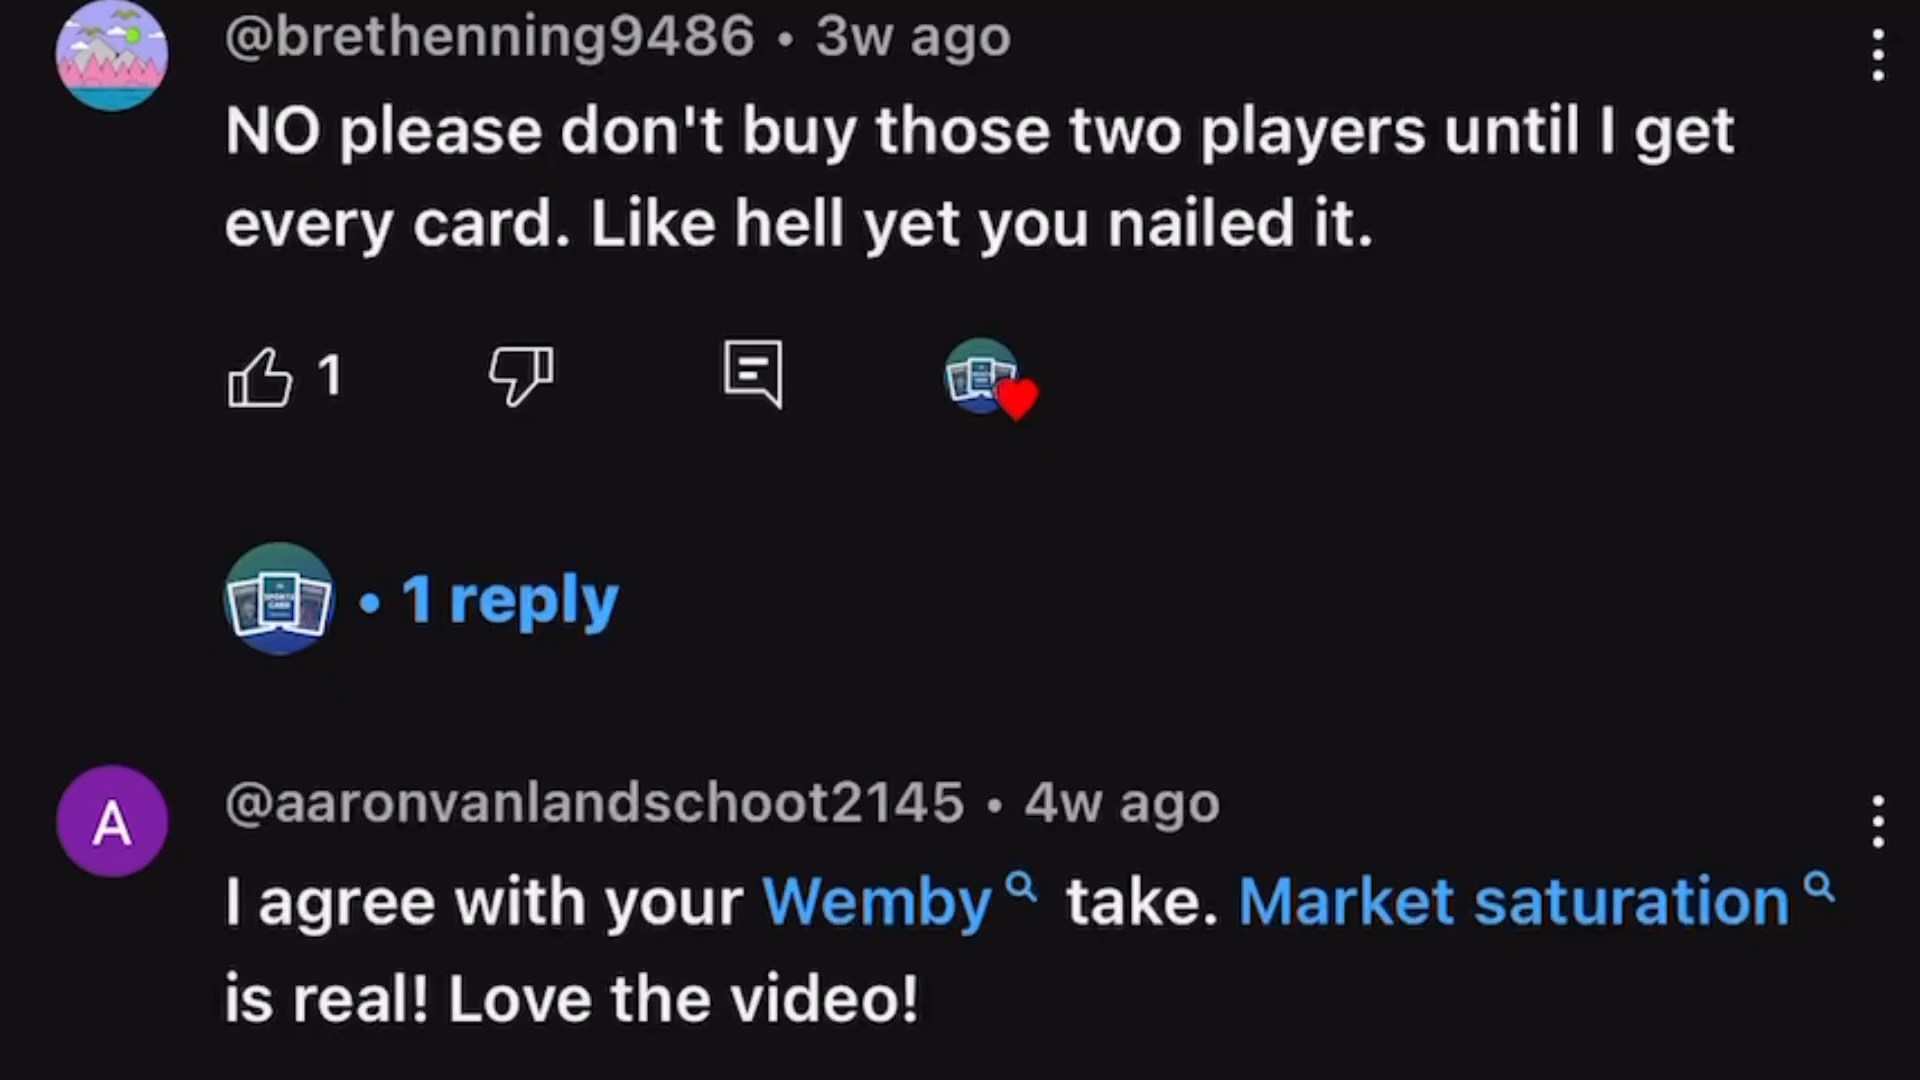 @brethenning9486 • 3w ago
NO please don't buy those two players until I get
every card. Like hell yet you nailed it.
1
• 1 reply
A
@aaronvanlandschoot2145 • 4w ago
I agree with your Wemby take. Market saturation
is real! Love the video!